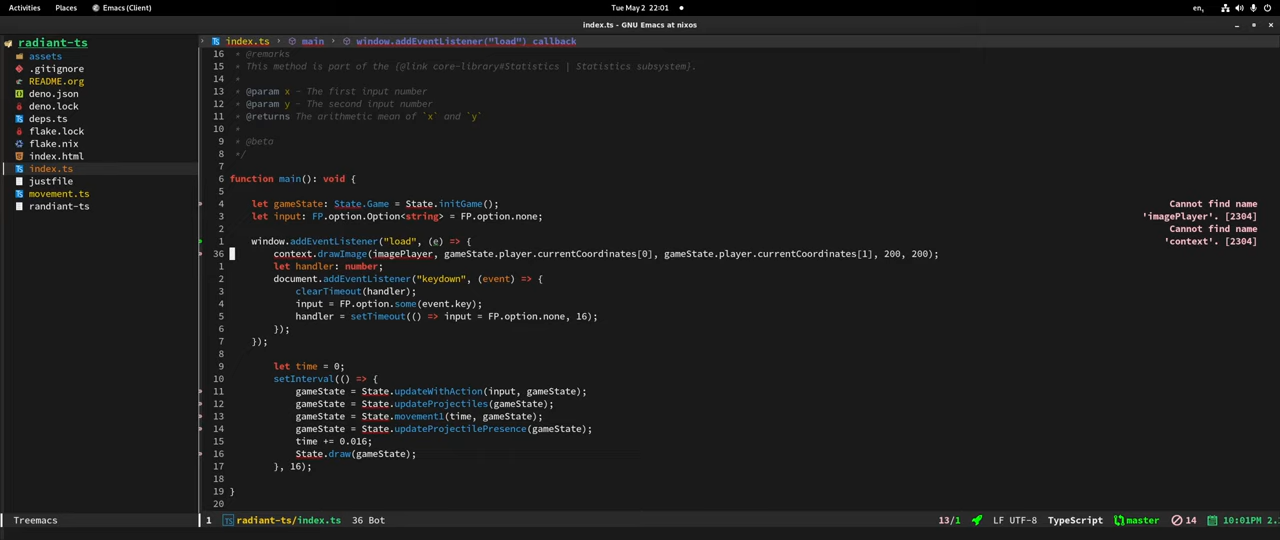 Activities Places Emacs (Client) Tue May 2 22:01 en,
index.ts - GNU Emacs at nixos
radiant-ts
assets
.gitignore
README.org
deno.json
deno.lock
deps.ts
flake.lock
flake.nix
index.html
index.ts
justfile
movement.ts
randiant-ts
index.ts › main › window.addEventListener("load") callback
16 * @remarks
15 * This method is part of the {@link core-library#Statistics | Statistics subsystem}.
14 *
13 * @param x - The first input number
12 * @param y - The second input number
11 * @returns The arithmetic mean of `x` and `y`
10 *
9 * @beta
8 */
7
6 function main(): void {
5
4 let gameState: State.Game = State.initGame();
3 let input: FP.option.Option<string> = FP.option.none;
2
1 window.addEventListener("load", (e) => {
36 context.drawImage(imagePlayer, gameState.player.currentCoordinates[0], gameState.player.currentCoordinates[1], 200, 200);
1 let handler: number;
2 document.addEventListener("keydown", (event) => {
3 clearTimeout(handler);
4 input = FP.option.some(event.key);
5 handler = setTimeout(() => input = FP.option.none, 16);
6 });
7 });
8
9 let time = 0;
10 setInterval(() => {
11 gameState = State.updateWithAction(input, gameState);
12 gameState = State.updateProjectiles(gameState);
13 gameState = State.movement1(time, gameState);
14 gameState = State.updateProjectilePresence(gameState);
15 time += 0.016;
16 State.draw(gameState);
17 }, 16);
18
19 }
20
Cannot find name
'imagePlayer'. [2304]
Cannot find name
'context'. [2304]
Treemacs
1 radiant-ts/index.ts 36 Bot 13/1 LF UTF-8 TypeScript master 14 10:01PM 2.